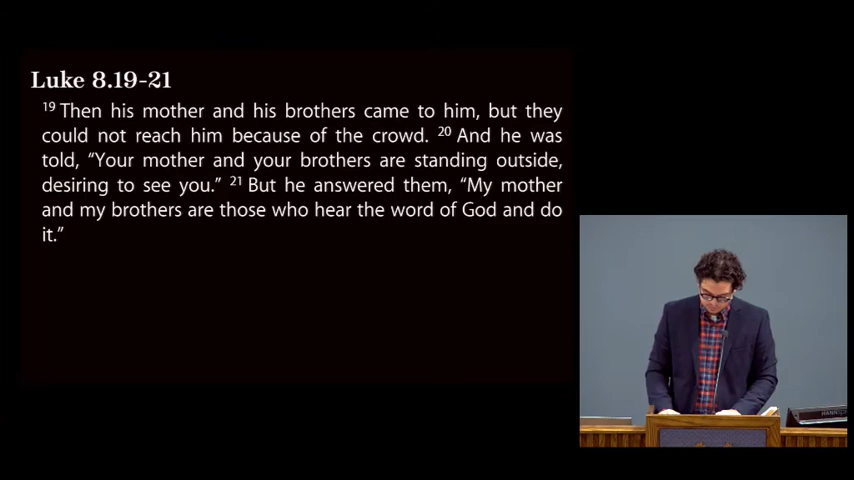 Luke 8.19-21
19 Then his mother and his brothers came to him, but they
could not reach him because of the crowd. 20 And he was
told, “Your mother and your brothers are standing outside,
desiring to see you.” 21 But he answered them, “My mother
and my brothers are those who hear the word of God and do
it.”